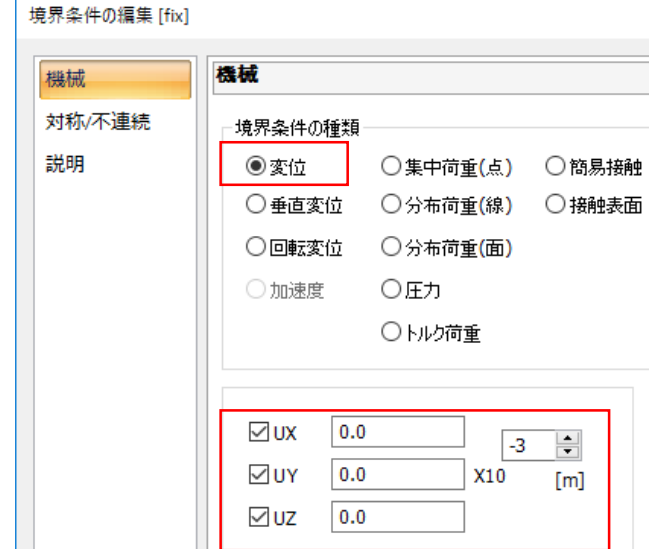 境界条件の編集 [fix]
機械
対称/不連続
説明
機械
境界条件の種類
変位 集中荷重(点) 簡易接触
垂直変位 分布荷重(線) 接触表面
回転変位 分布荷重(面)
加速度 圧力
トルク荷重
UX 0.0 -3
UY 0.0 X10 [m]
UZ 0.0